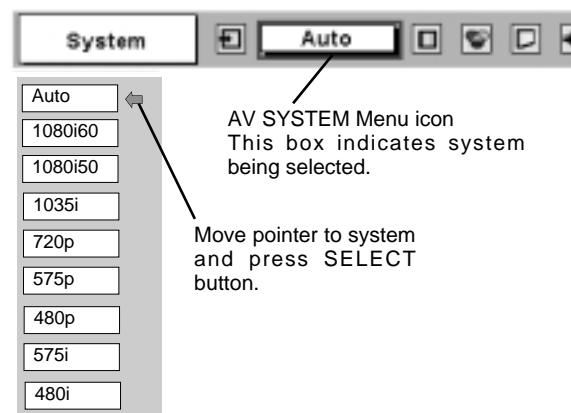 System
Auto
Auto
1080i60
1080i50
1035i
720p
575p
480p
575i
480i
AV SYSTEM Menu icon
This box indicates system
being selected.
Move pointer to system
and press SELECT
button.